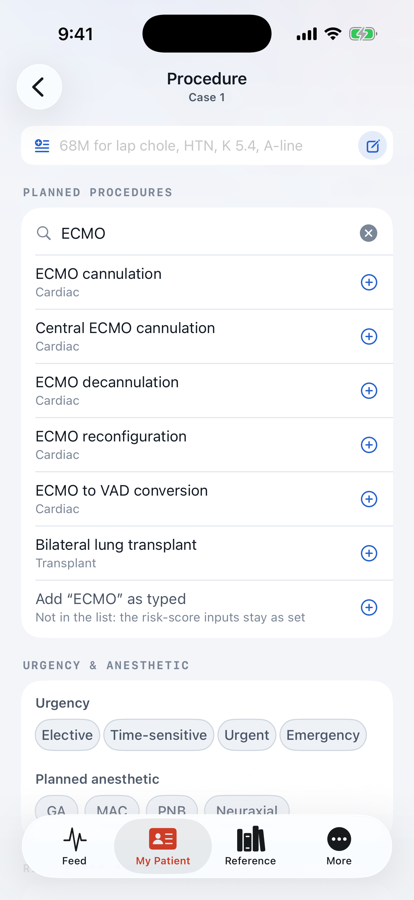 9:41
Procedure
Case 1
68M for lap chole, HTN, K 5.4, A-line
PLANNED PROCEDURES
ECMO
ECMO cannulation
Cardiac
Central ECMO cannulation
Cardiac
ECMO decannulation
Cardiac
ECMO reconfiguration
Cardiac
ECMO to VAD conversion
Cardiac
Bilateral lung transplant
Transplant
Add “ECMO” as typed
Not in the list: the risk-score inputs stay as set
URGENCY & ANESTHETIC
Urgency
Elective Time-sensitive Urgent Emergency
Planned anesthetic
GA MAC PNB Neuraxial
Feed My Patient Reference More